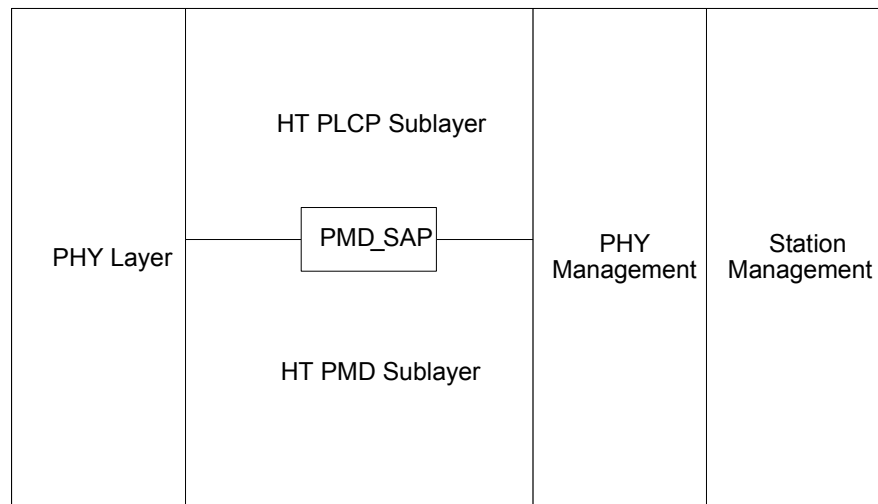 HT PLCP Sublayer
PHY Layer
PMD_SAP
PHY
Management
Station
Management
HT PMD Sublayer